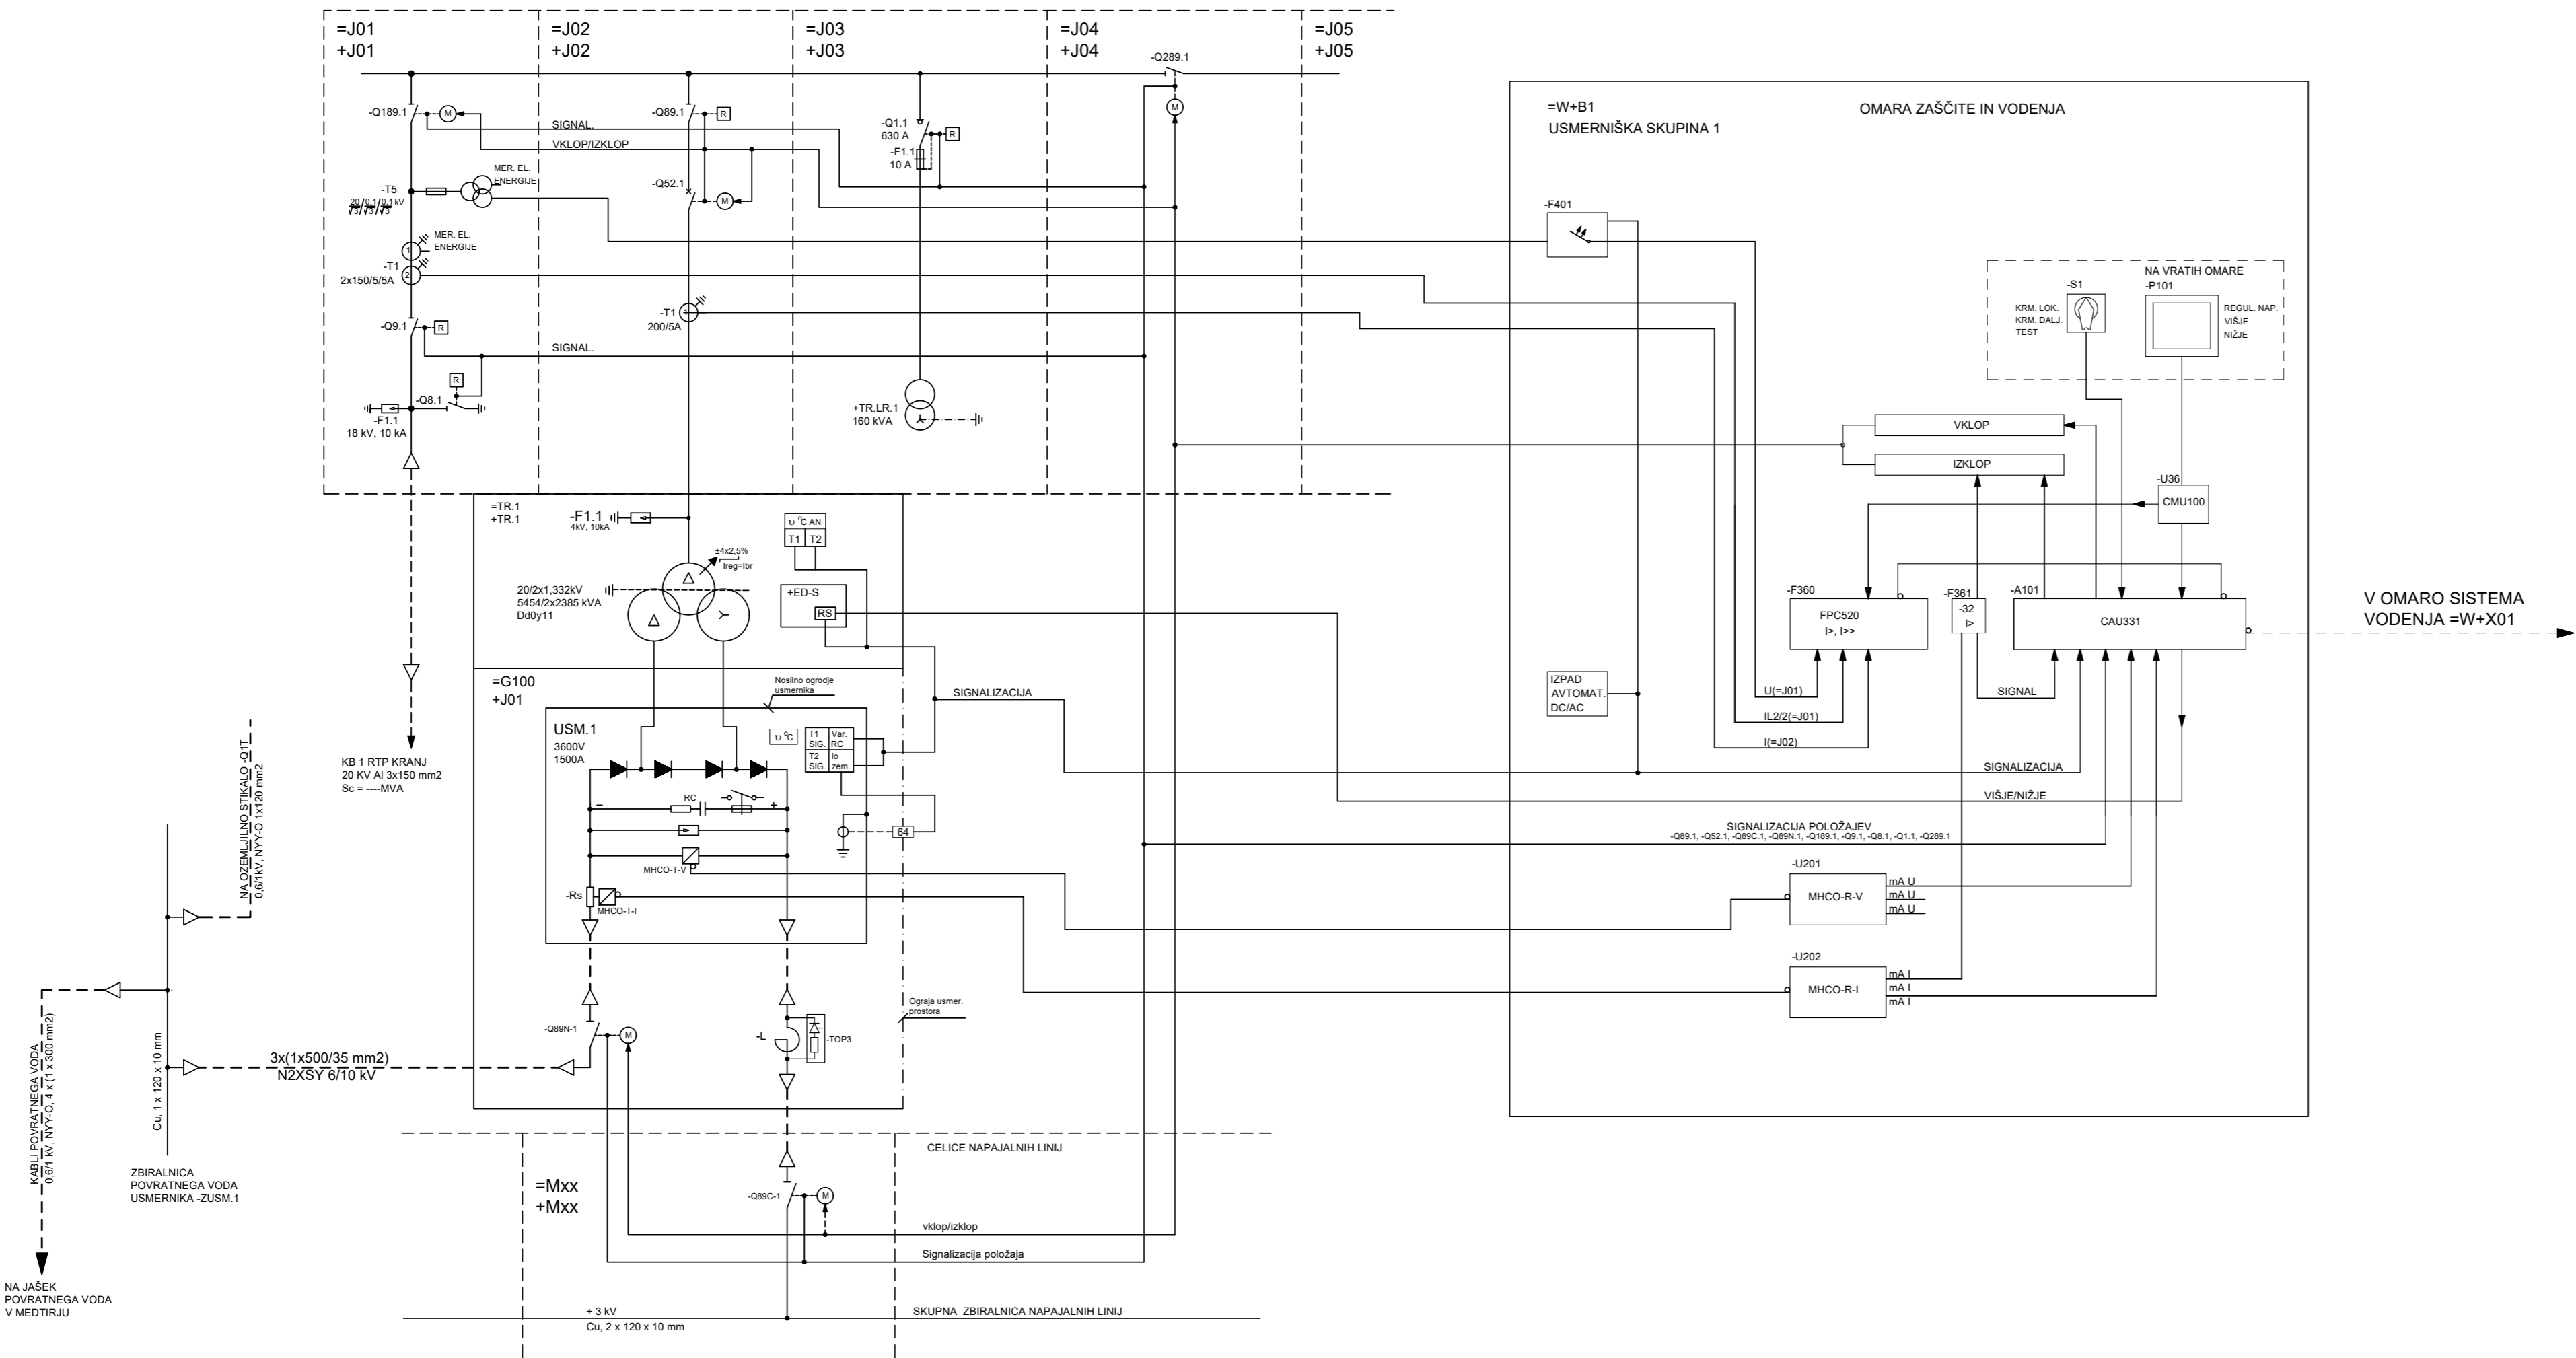 =J01
+J01
=J02
+J02
=J03
+J03
=J04
+J04
=J05
+J05
-Q289.1
M
-Q189.1
M
SIGNAL.
VKLOP/IZKLOP
-Q89.1
R
-Q1.1
630 A
R
-F1.1
10 A
MER. EL.
ENERGIJE
-T5
20/0.1/0.1 kV
√3/√3/√3
-Q52.1
M
MER. EL.
ENERGIJE
1
-T1
2
2x150/5/5A
-Q9.1
R
-T1
200/5A
SIGNAL.
R
-Q8.1
-F1.1
18 kV, 10 kA
+TR.LR.1
160 kVA
KB 1 RTP KRANJ
20 KV Al 3x150 mm2
Sc = ----MVA
=TR.1
+TR.1
-F1.1
4kV, 10kA
±4x2,5%
Ireg=Ibr
20/2x1,332kV
5454/2x2385 kVA
Dd0y11
υ °C AN
T1 T2
+ED-S
RS
=G100
+J01
Nosilno ogrodje
usmernika
SIGNALIZACIJA
USM.1
3600V
1500A
υ °C
T1 Var.
SIG. RC
T2 Io
SIG. zem.
RC
–
+
64
MHCO-T-V
-Rs
MHCO-T-I
Ograja usmer.
prostora
-Q89N-1
M
-L
-TOP3
NA OZEMLJILNO STIKALO -Q1T
0,6/1kV, NYY-O 1x120 mm2
KABLI POVRATNEGA VODA
0,6/1 kV, NYY-O, 4 x (1 x 300 mm2)
Cu, 1 x 120 x 10 mm
3x(1x500/35 mm2)
N2XSY 6/10 kV
ZBIRALNICA
POVRATNEGA VODA
USMERNIKA -ZUSM.1
NA JAŠEK
POVRATNEGA VODA
V MEDTIRJU
CELICE NAPAJALNIH LINIJ
=Mxx
+Mxx
-Q89C-1
M
vklop/izklop
Signalizacija položaja
+ 3 kV
SKUPNA ZBIRALNICA NAPAJALNIH LINIJ
Cu, 2 x 120 x 10 mm
=W+B1
USMERNIŠKA SKUPINA 1
OMARA ZAŠČITE IN VODENJA
-F401
NA VRATIH OMARE
-S1
-P101
KRM. LOK.
KRM. DALJ.
TEST
REGUL. NAP.
VIŠJE
NIŽJE
VKLOP
IZKLOP
-U36
CMU100
-F360
FPC520
I>, I>>
-F361
-32
I>
-A101
CAU331
V OMARO SISTEMA
VODENJA =W+X01
IZPAD
AVTOMAT.
DC/AC
U(=J01)
IL2/2(=J01)
I(=J02)
SIGNAL
SIGNALIZACIJA
VIŠJE/NIŽJE
SIGNALIZACIJA POLOŽAJEV
-Q89.1, -Q52.1, -Q89C.1, -Q89N.1, -Q189.1, -Q9.1, -Q8.1, -Q1.1, -Q289.1
-U201
MHCO-R-V
mA U
mA U
mA U
-U202
MHCO-R-I
mA I
mA I
mA I